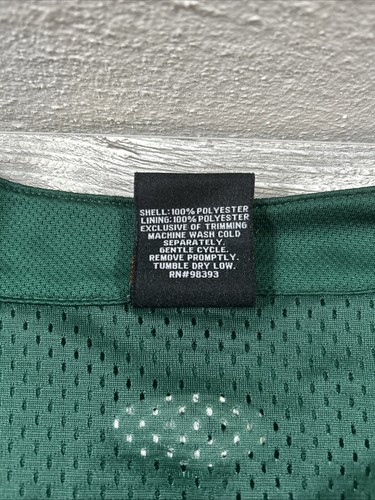 SHELL: 100% POLYESTER
LINING: 100% POLYESTER
EXCLUSIVE OF TRIMMING
MACHINE WASH COLD
SEPARATELY.
GENTLE CYCLE.
REMOVE PROMPTLY.
TUMBLE DRY LOW.
RN#98393